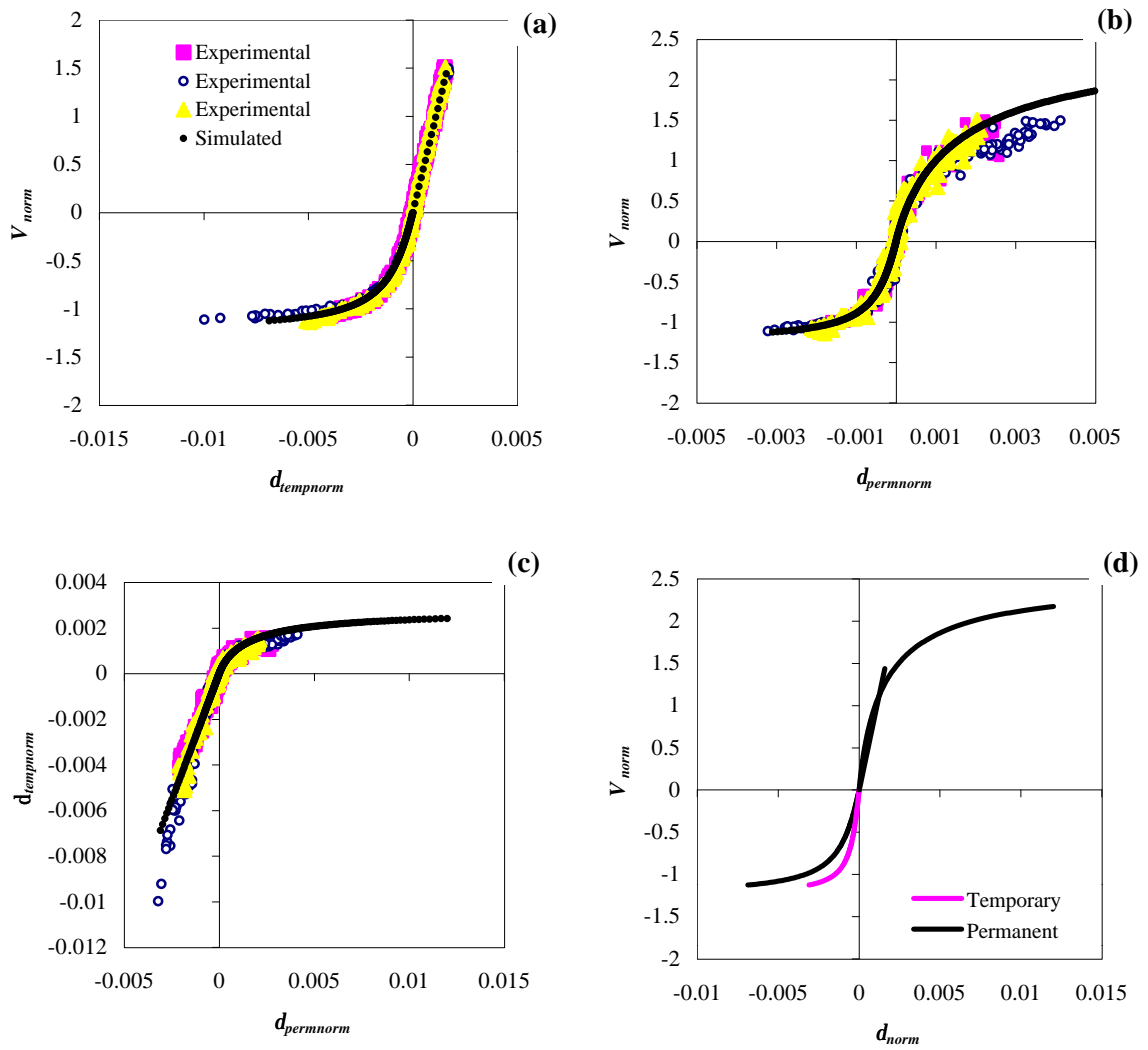 (a)
2
1.5
1
0.5
0
-0.5
-1
-1.5
-2
V norm
Experimental
Experimental
Experimental
Simulated
-0.015 -0.01 -0.005 0 0.005
d tempnorm
(b)
2.5
2
1.5
1
0.5
0
-0.5
-1
-1.5
-2
V norm
-0.005 -0.003 -0.001 0.001 0.003 0.005
d permnorm
(c)
0.004
0.002
0
-0.002
-0.004
-0.006
-0.008
-0.01
-0.012
d tempnorm
-0.005 0 0.005 0.01 0.015
d permnorm
(d)
2.5
2
1.5
1
0.5
0
-0.5
-1
-1.5
-2
V norm
Temporary
Permanent
-0.01 -0.005 0 0.005 0.01 0.015
d norm